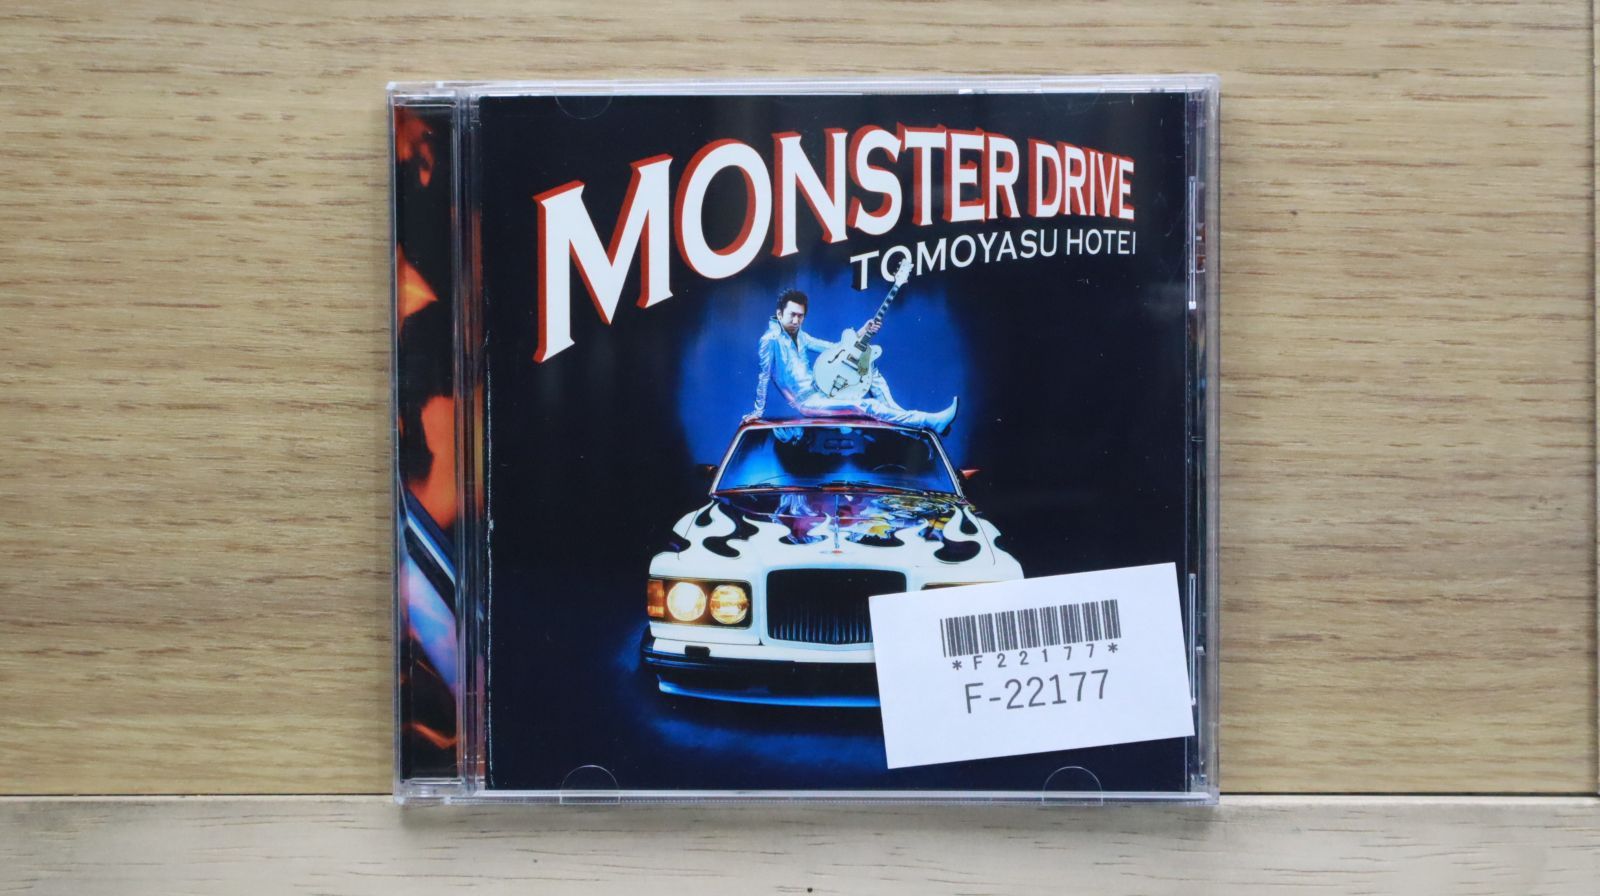 MONSTER DRIVE
TOMOYASU HOTEI
*F22177*
F-22177